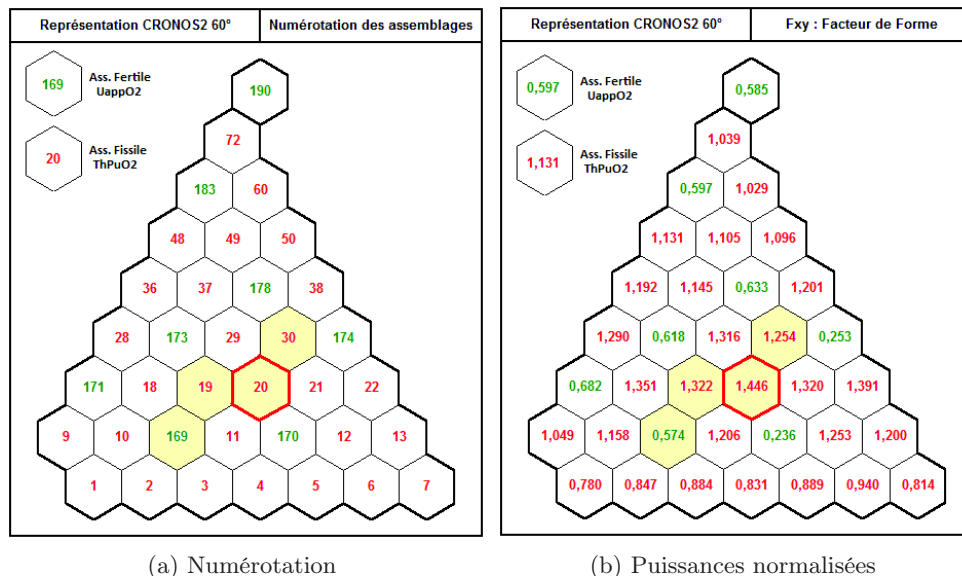 Représentation CRONOS2 60° Numérotation des assemblages
169 Ass. Fertile UappO2
20 Ass. Fissile ThPuO2
190
72
183 60
48 49 50
36 37 178 38
28 173 29 30 174
171 18 19 20 21 22
9 10 169 11 170 12 13
1 2 3 4 5 6 7
(a) Numérotation
Représentation CRONOS2 60° Fxy : Facteur de Forme
0,597 Ass. Fertile UappO2
1,131 Ass. Fissile ThPuO2
0,585
1,039
0,597 1,029
1,131 1,105 1,096
1,192 1,145 0,633 1,201
1,290 0,618 1,316 1,254 0,253
0,682 1,351 1,322 1,446 1,320 1,391
1,049 1,158 0,574 1,206 0,236 1,253 1,200
0,780 0,847 0,884 0,831 0,889 0,940 0,814
(b) Puissances normalisées